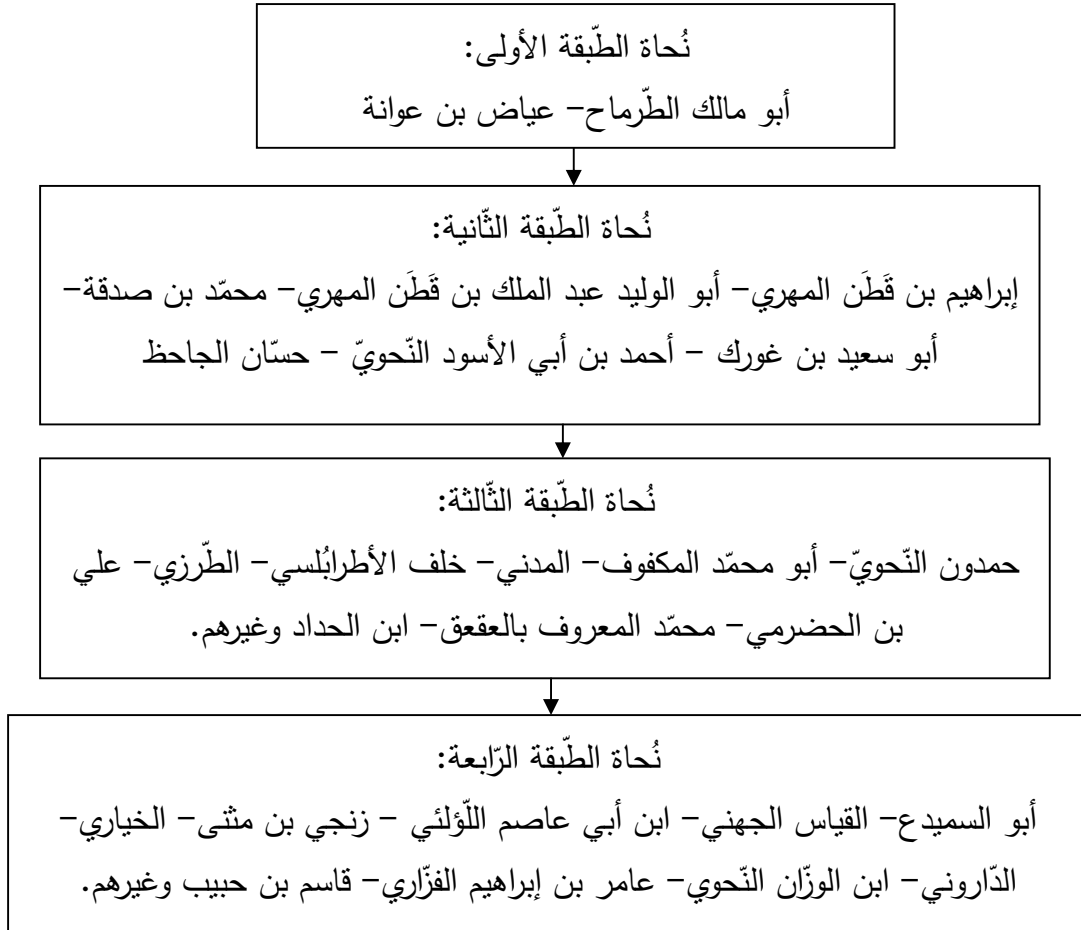 نُحاة الطّبقة الأولى:
أبو مالك الطّرماح– عياض بن عوانة
نُحاة الطّبقة الثّانية:
إبراهيم بن قَطَن المهري– أبو الوليد عبد الملك بن قَطَن المهري– محمّد بن صدقة–
أبو سعيد بن غورك – أحمد بن أبي الأسود النّحويّ – حسّان الجاحظ
نُحاة الطّبقة الثّالثة:
حمدون النّحويّ– أبو محمّد المكفوف– المدني– خلف الأطرابُلسي– الطّرزي– علي
بن الحضرمي– محمّد المعروف بالعقعق– ابن الحداد وغيرهم.
نُحاة الطّبقة الرّابعة:
أبو السميدع– القياس الجهني– ابن أبي عاصم اللّؤلئي – زنجي بن مثنى– الخياري–
الدّاروني– ابن الوزّان النّحوي– عامر بن إبراهيم الفزّاري– قاسم بن حبيب وغيرهم.